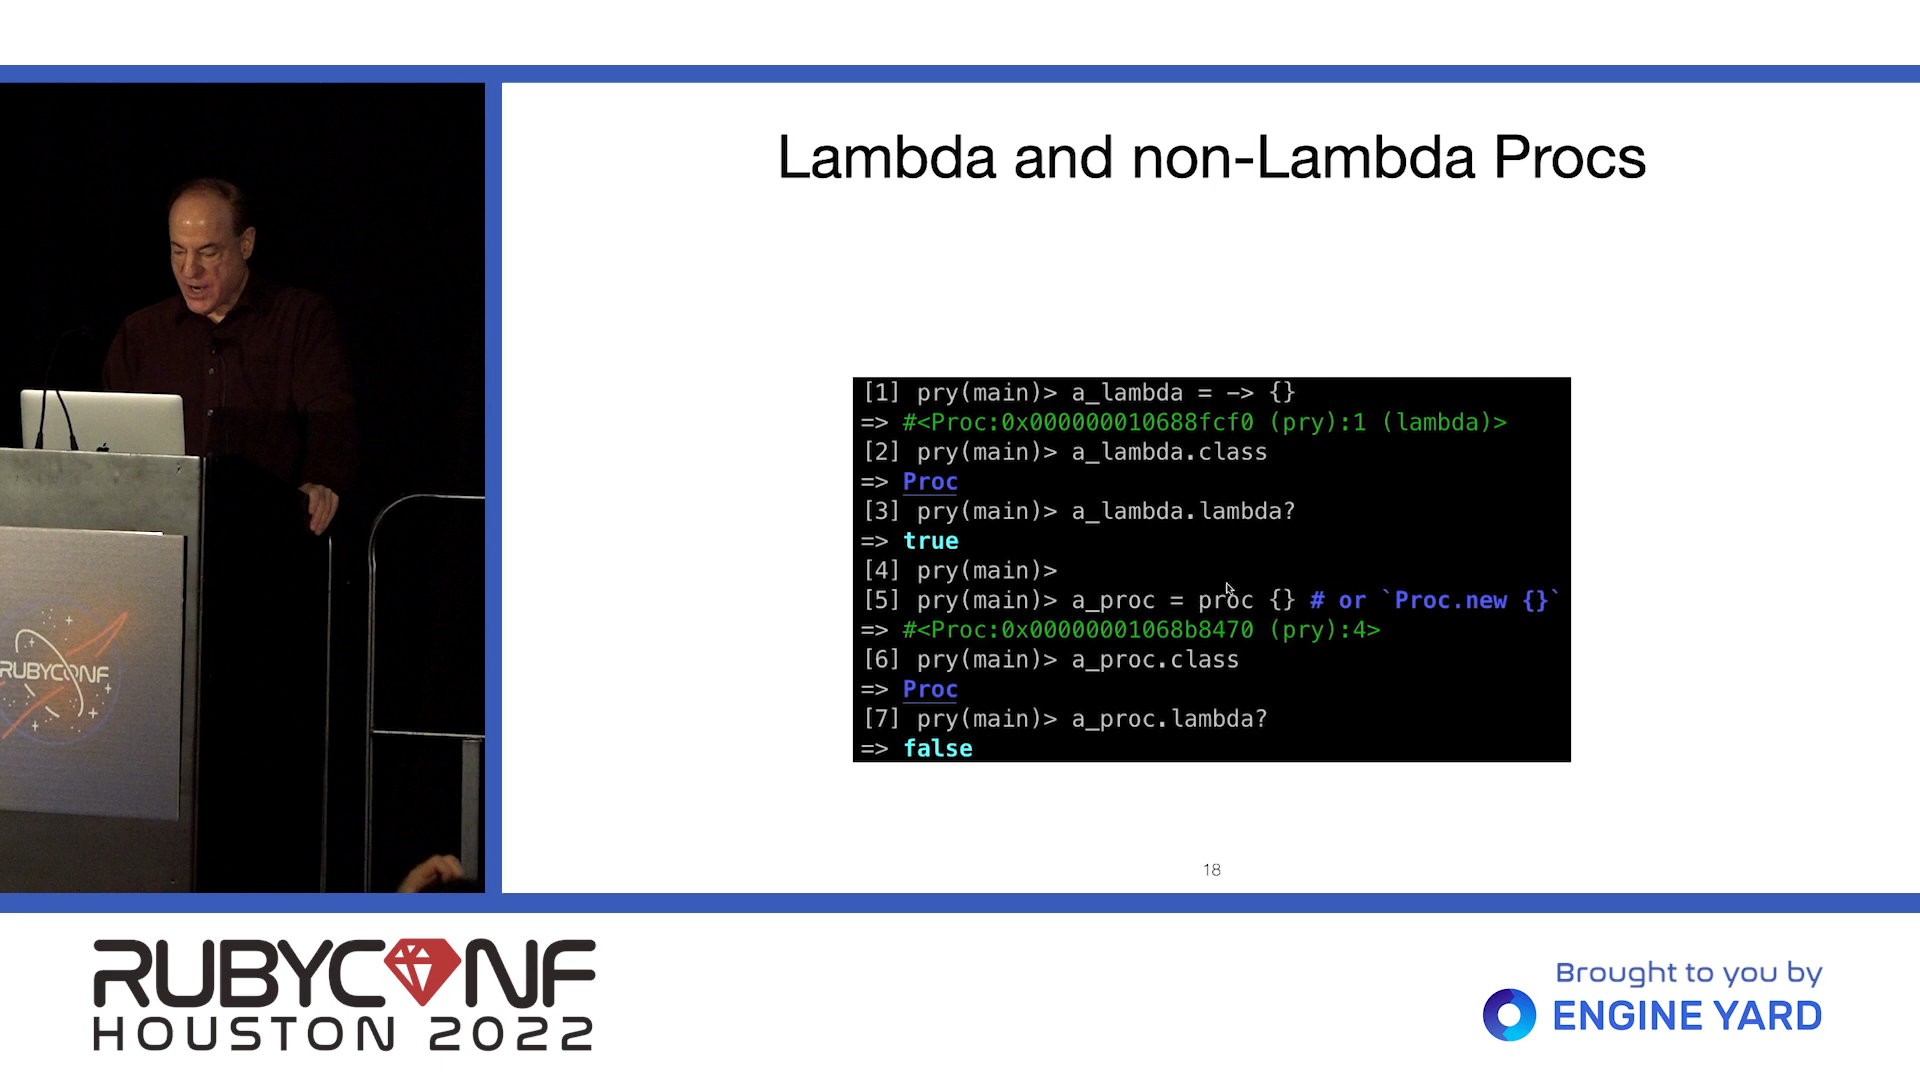 Lambda and non-Lambda Procs
[1] pry(main)> a_lambda = -> {}
=> #<Proc:0x000000010688fcf0 (pry):1 (lambda)>
[2] pry(main)> a_lambda.class
=> Proc
[3] pry(main)> a_lambda.lambda?
=> true
[4] pry(main)>
[5] pry(main)> a_proc = proc {} # or `Proc.new {}`
=> #<Proc:0x00000001068b8470 (pry):4>
[6] pry(main)> a_proc.class
=> Proc
[7] pry(main)> a_proc.lambda?
=> false
18
RUBYCONF
RUBYCONF
HOUSTON 2022
Brought to you by
ENGINE YARD